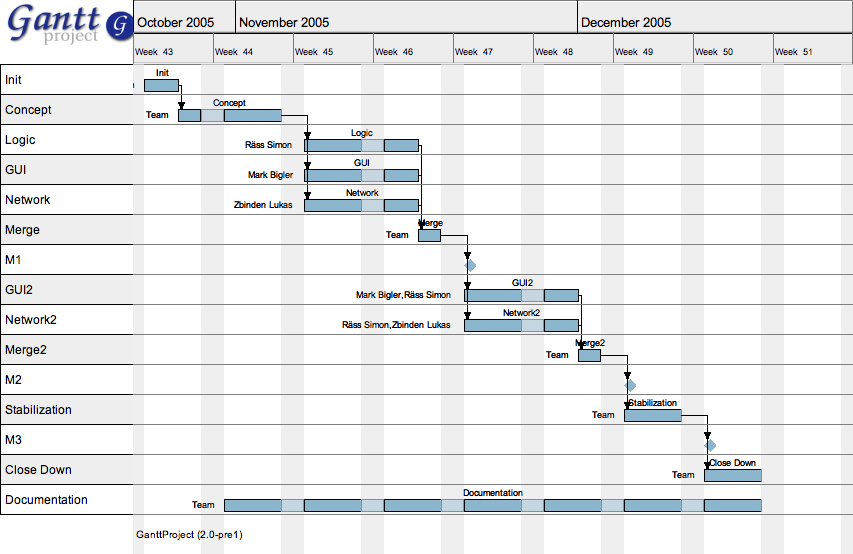 Gantt
project
G
October 2005 November 2005 December 2005
Week 43 Week 44 Week 45 Week 46 Week 47 Week 48 Week 49 Week 50 Week 51
Init
Init
Concept
Concept
Team
Logic
Logic
Räss Simon
GUI
GUI
Mark Bigler
Network
Network
Zbinden Lukas
Merge
Merge
Team
M1
GUI2
GUI2
Mark Bigler,Räss Simon
Network2
Network2
Räss Simon,Zbinden Lukas
Merge2
Merge2
Team
M2
Stabilization
Stabilization
Team
M3
Close Down
Close Down
Team
Documentation
Documentation
Team
GanttProject (2.0-pre1)